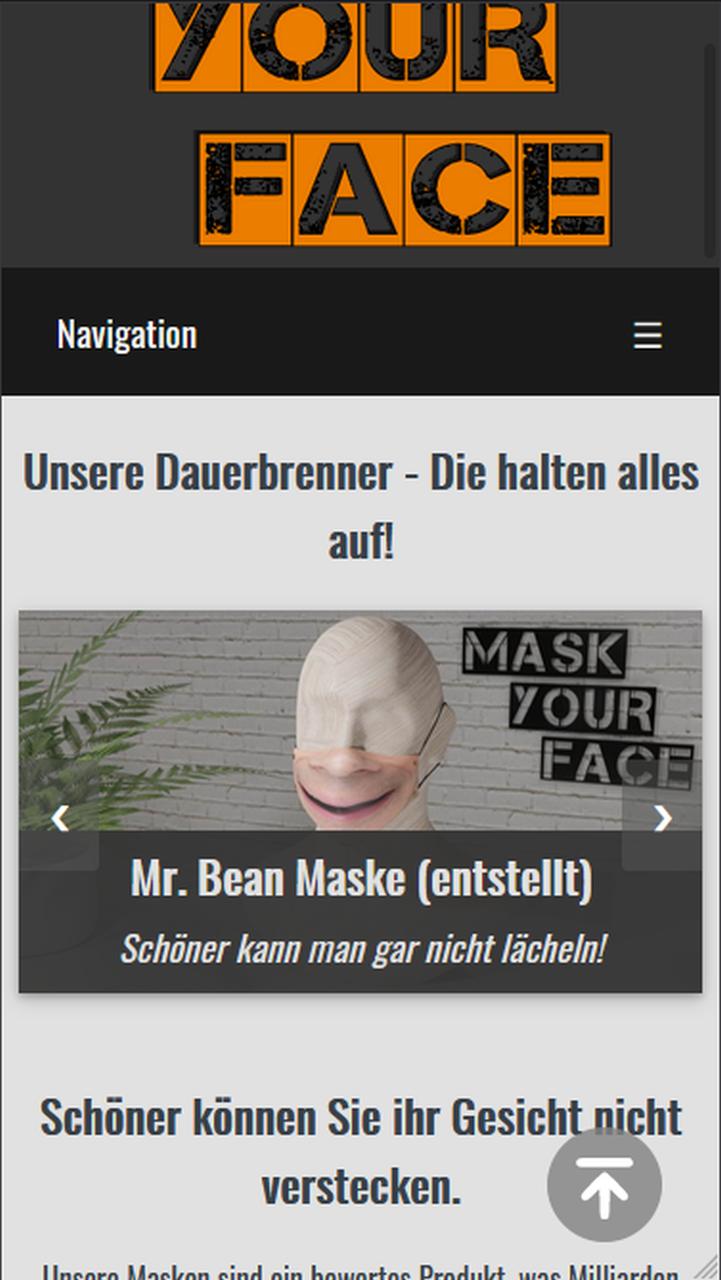 YOUR
FACE
Navigation
☰
Unsere Dauerbrenner - Die halten alles
auf!
MASK
YOUR
FACE
‹
›
Mr. Bean Maske (entstellt)
Schöner kann man gar nicht lächeln!
Schöner können Sie ihr Gesicht nicht
verstecken.
Unsere Masken sind ein bewertes Produkt, was Milliarden